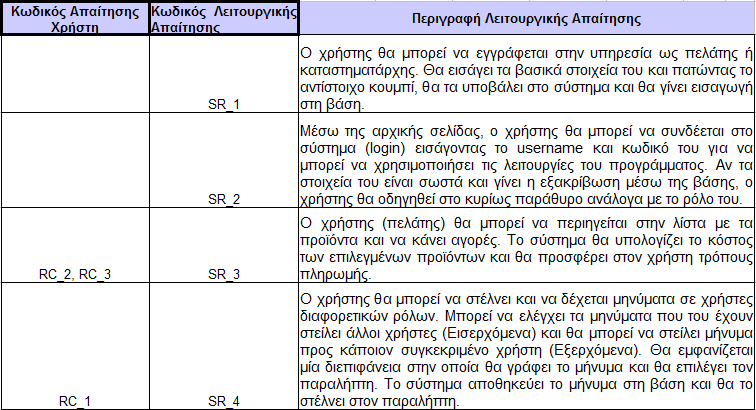 Κωδικός Απαίτησης Χρήστη
Κωδικός Λειτουργικής Απαίτησης
Περιγραφή Λειτουργικής Απαίτησης
SR_1
Ο χρήστης θα μπορεί να εγγράφεται στην υπηρεσία ως πελάτης ή
καταστηματάρχης. Θα εισάγει τα βασικά στοιχεία του και πατώντας το
αντίστοιχο κουμπί, θα τα υποβάλει στο σύστημα και θα γίνει εισαγωγή
στη βάση.
SR_2
Μέσω της αρχικής σελίδας, ο χρήστης θα μπορεί να συνδέεται στο
σύστημα (login) εισάγοντας το username και κωδικό του για να
μπορεί να χρησιμοποιήσει τις λειτουργίες του προγράμματος. Αν τα
στοιχεία του είναι σωστά και γίνει η εξακρίβωση μέσω της βάσης, ο
χρήστης θα οδηγηθεί στο κυρίως παράθυρο ανάλογα με το ρόλο του.
RC_2, RC_3
SR_3
Ο χρήστης (πελάτης) θα μπορεί να περιηγείται στην λίστα με τα
προϊόντα και να κάνει αγορές. Το σύστημα θα υπολογίζει το κόστος
των επιλεγμένων προϊόντων και θα προσφέρει στον χρήστη τρόπους
πληρωμής.
RC_1
SR_4
Ο χρήστης θα μπορεί να στέλνει και να δέχεται μηνύματα σε χρήστες
διαφορετικών ρόλων. Μπορεί να ελέγχει τα μηνύματα που του έχουν
στείλει άλλοι χρήστες (Εισερχόμενα) και θα μπορεί να στείλει μήνυμα
προς κάποιον συγκεκριμένο χρήστη (Εξερχόμενα). Θα εμφανίζεται
μία διεπιφάνεια στην οποία θα γράφει το μήνυμα και θα επιλέγει τον
παραλήπτη. Το σύστημα αποθηκεύει το μήνυμα στη βάση και θα το
στέλνει στον παραλήπτη.